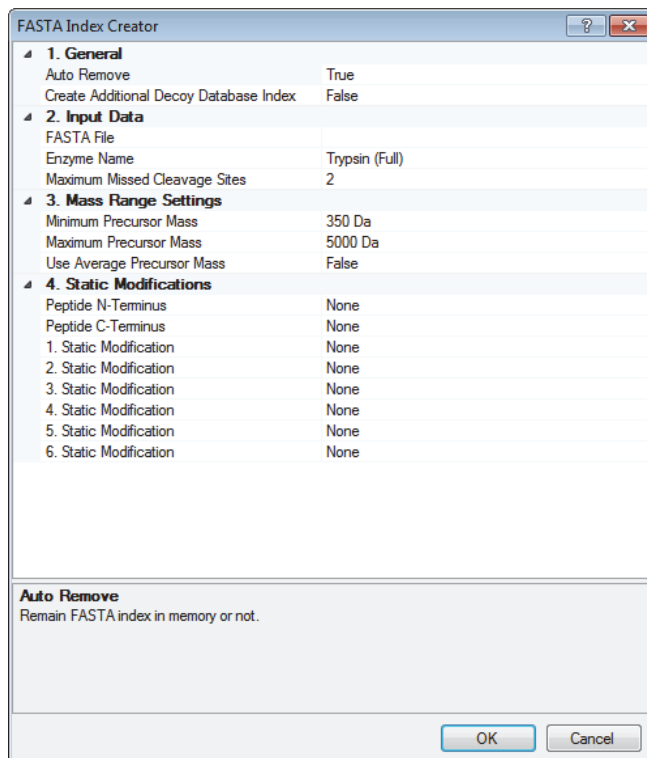 FASTA Index Creator
1. General
Auto Remove True
Create Additional Decoy Database Index False
2. Input Data
FASTA File
Enzyme Name Trypsin (Full)
Maximum Missed Cleavage Sites 2
3. Mass Range Settings
Minimum Precursor Mass 350 Da
Maximum Precursor Mass 5000 Da
Use Average Precursor Mass False
4. Static Modifications
Peptide N-Terminus None
Peptide C-Terminus None
1. Static Modification None
2. Static Modification None
3. Static Modification None
4. Static Modification None
5. Static Modification None
6. Static Modification None
Auto Remove
Remain FASTA index in memory or not.
OK Cancel